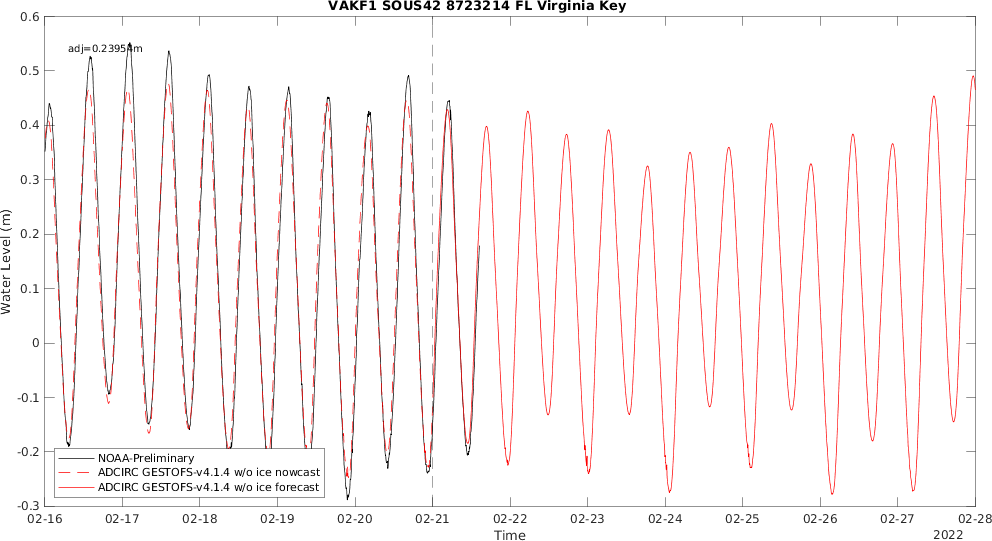 VAKF1 SOUS42 8723214 FL Virginia Key
0.6
0.5
0.4
0.3
0.2
0.1
0
-0.1
-0.2
-0.3
Water Level (m)
NOAA-Preliminary
ADCIRC GESTOFS-v4.1.4 w/o ice nowcast
ADCIRC GESTOFS-v4.1.4 w/o ice forecast
02-16 02-17 02-18 02-19 02-20 02-21 02-22 02-23 02-24 02-25 02-26 02-27 02-28
Time
2022